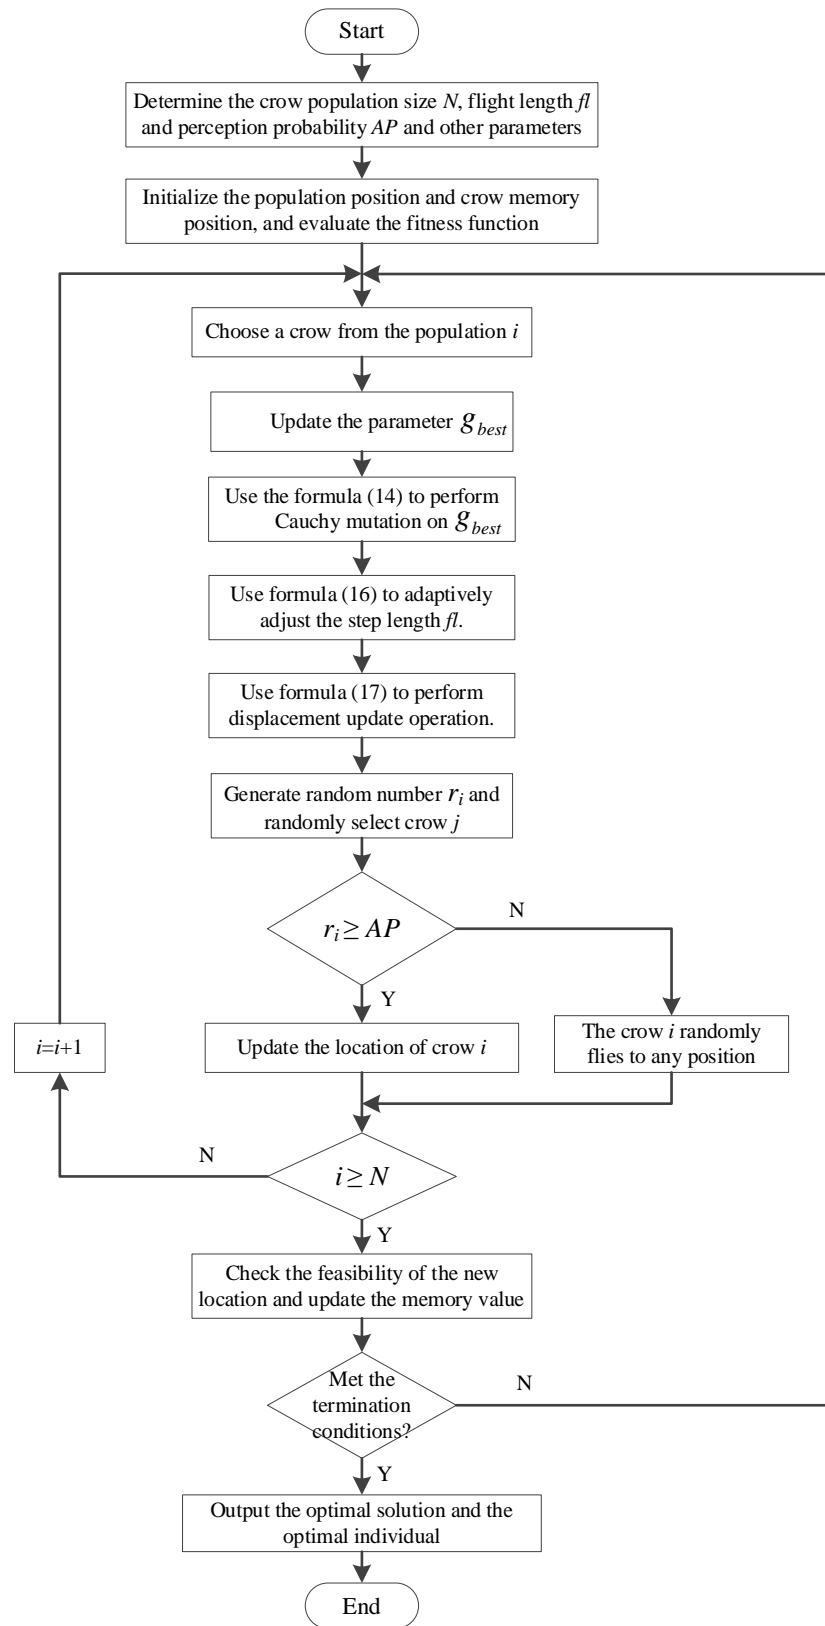 Start
Determine the crow population size N, flight length fl
and perception probability AP and other parameters
Initialize the population position and crow memory
position, and evaluate the fitness function
Choose a crow from the population i
Update the parameter g_best
Use the formula (14) to perform
Cauchy mutation on g_best
Use formula (16) to adaptively
adjust the step length fl.
Use formula (17) to perform
displacement update operation.
Generate random number r_i and
randomly select crow j
r_i ≥ AP
N
Y
i=i+1
Update the location of crow i
The crow i randomly
flies to any position
N
i ≥ N
Y
Check the feasibility of the new
location and update the memory value
Met the
termination
conditions?
N
Y
Output the optimal solution and the
optimal individual
End